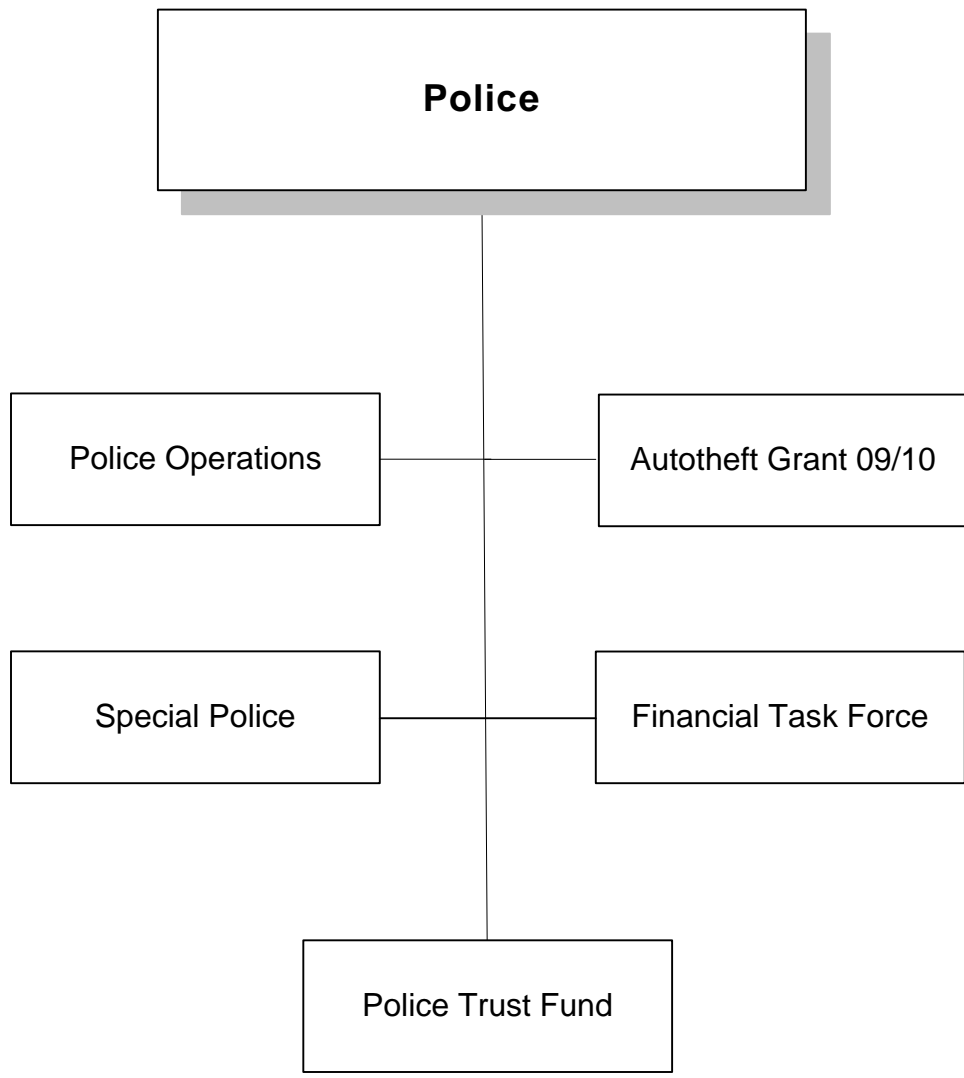 Police
Police Operations
Autotheft Grant 09/10
Special Police
Financial Task Force
Police Trust Fund